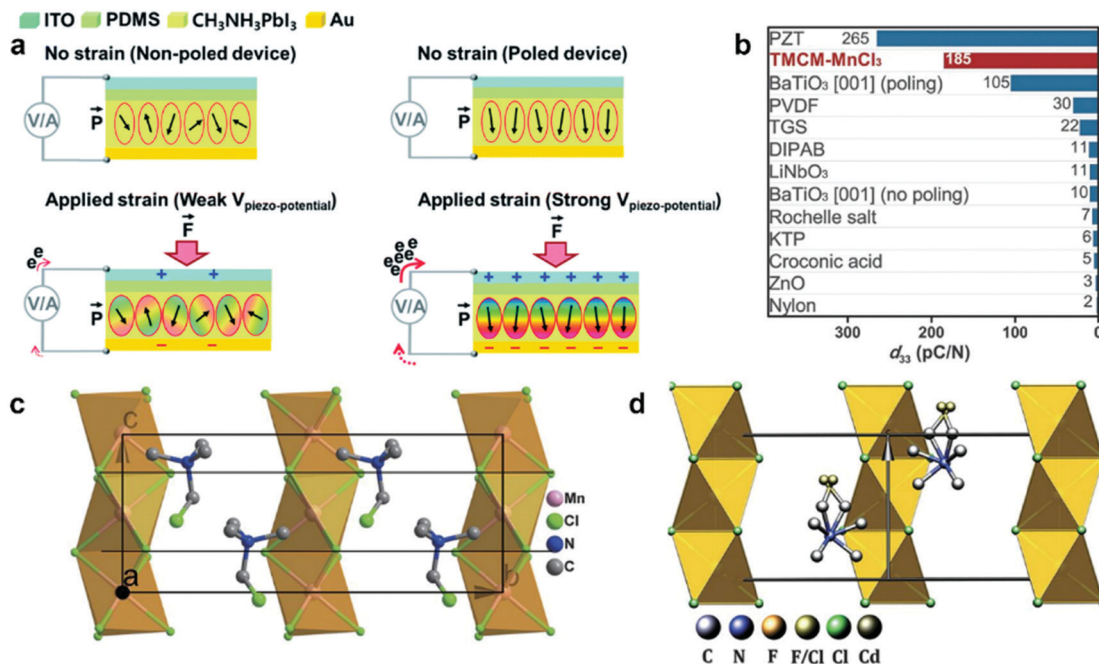 ITO PDMS CH₃NH₃PbI₃ Au
a
No strain (Non-poled device)
No strain (Poled device)
V/A
P
V/A
P
Applied strain (Weak V piezo-potential)
Applied strain (Strong V piezo-potential)
F
F
e e e
e e e e e e
+ +
+ + + + + +
V/A
P
V/A
P
− −
− − − − − −
b
PZT 265
TMCM-MnCl₃ 185
BaTiO₃ [001] (poling) 105
PVDF 30
TGS 22
DIPAB 11
LiNbO₃ 11
BaTiO₃ [001] (no poling) 10
Rochelle salt 7
KTP 6
Croconic acid 5
ZnO 3
Nylon 2
300 200 100 0
d₃₃ (pC/N)
c
c
a
b
Mn
Cl
N
C
d
C N F F/Cl Cl Cd